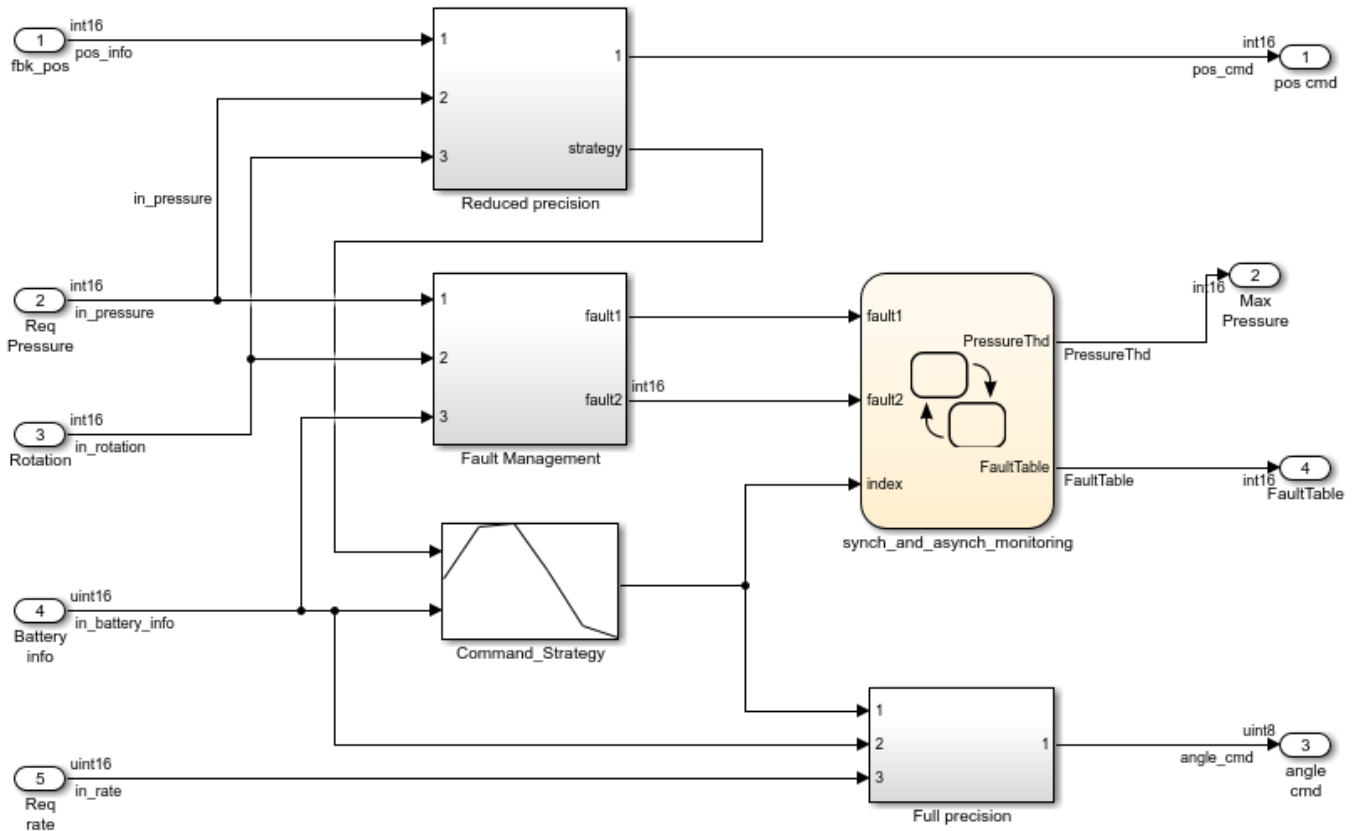 int16
1
pos_info
fbk_pos
1
2
3
1
strategy
Reduced precision
int16
pos_cmd
1
pos cmd
in_pressure
int16
2
in_pressure
Req
Pressure
int16
3
in_rotation
Rotation
1
2
3
fault1
int16
fault2
Fault Management
fault1
fault2
index
PressureThd
FaultTable
synch_and_asynch_monitoring
PressureThd
int16
2
Max
Pressure
FaultTable
int16
4
FaultTable
uint16
4
in_battery_info
Battery
info
Command_Strategy
uint16
5
in_rate
Req
rate
1
2
3
1
Full precision
uint8
angle_cmd
3
angle
cmd